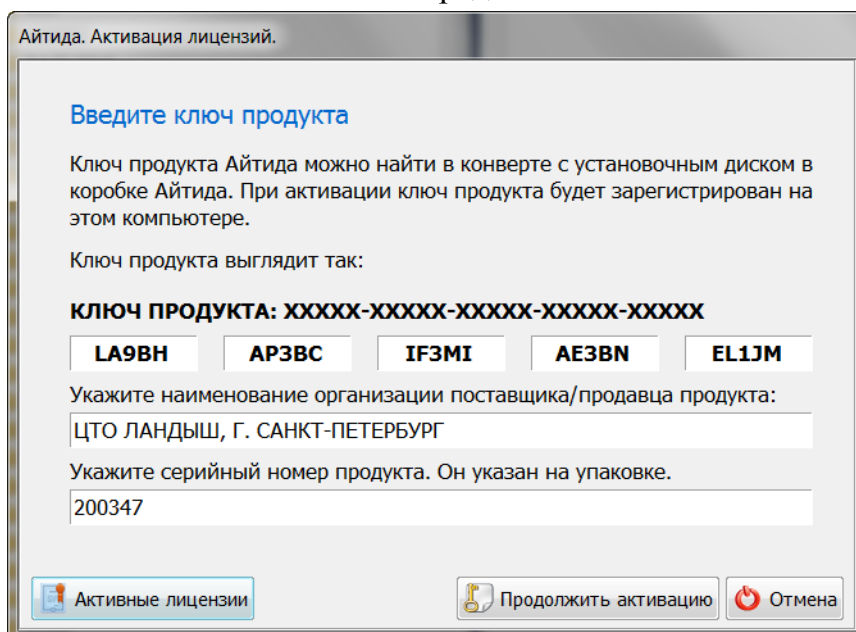 Айтида. Активация лицензий.
Введите ключ продукта
Ключ продукта Айтида можно найти в конверте с установочным диском в
коробке Айтида. При активации ключ продукта будет зарегистрирован на
этом компьютере.
Ключ продукта выглядит так:
КЛЮЧ ПРОДУКТА: XXXXX-XXXXX-XXXXX-XXXXX-XXXXX
LA9BH AP3BC IF3MI AE3BN EL1JM
Укажите наименование организации поставщика/продавца продукта:
ЦТО ЛАНДЫШ, Г. САНКТ-ПЕТЕРБУРГ
Укажите серийный номер продукта. Он указан на упаковке.
200347
Активные лицензии Продолжить активацию Отмена